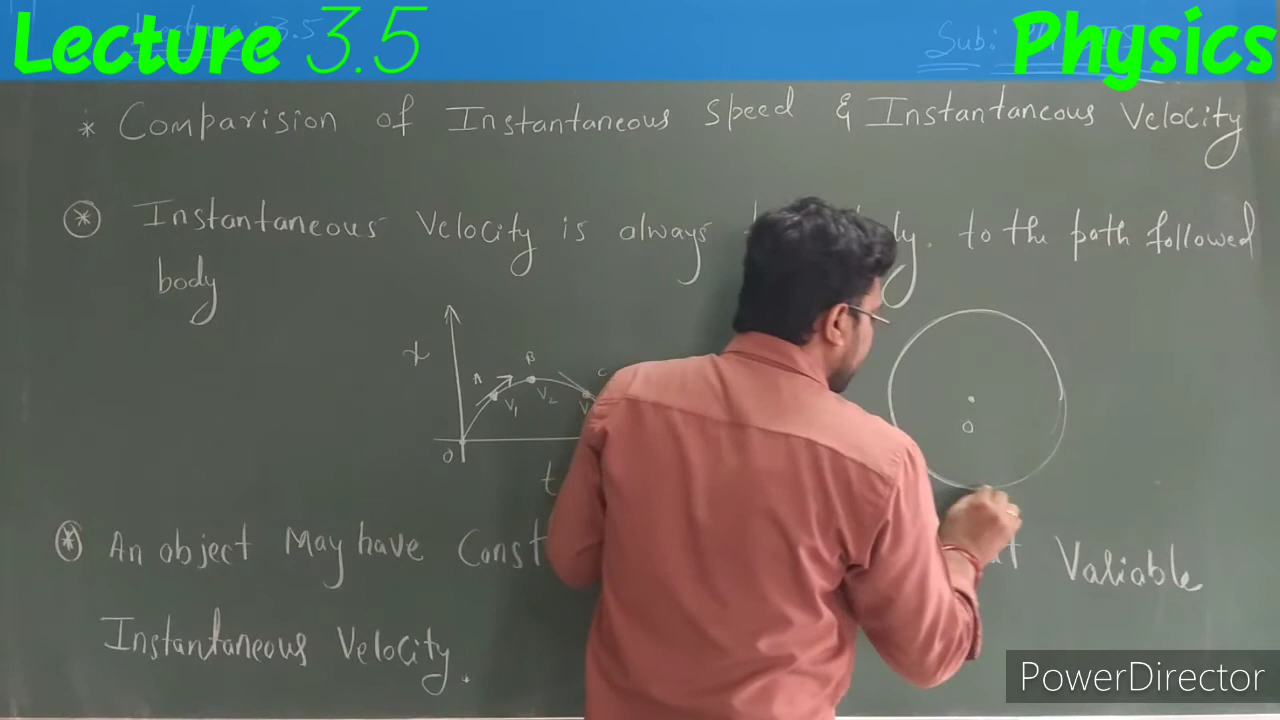 Lecture 3.5
Physics
Sub:
* Comparision of Instantaneous Speed & Instantaneous Velocity
* Instantaneous Velocity is always to the path followed
body
x
A
B
C
V1
V2
V
O
t
O
* An object May have Const Valiable
Instantaneous Velocity.
PowerDirector